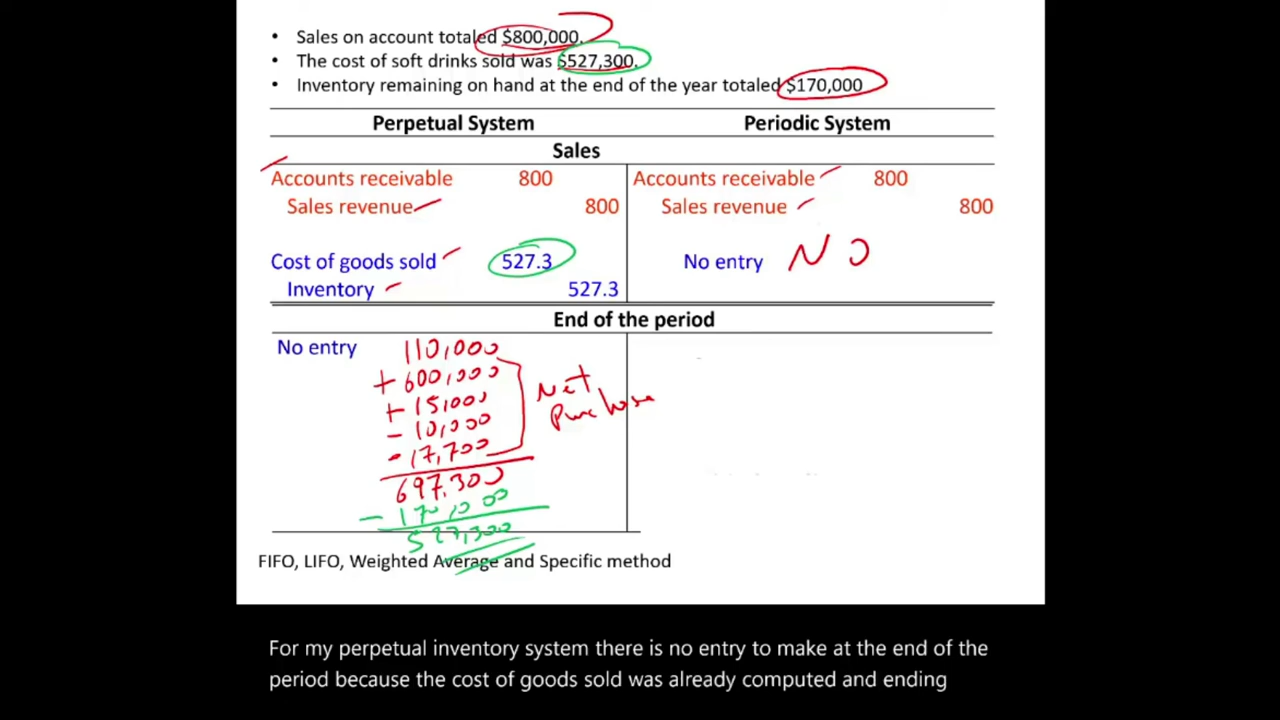 • Sales on account totaled $800,000.
• The cost of soft drinks sold was $527,300.
• Inventory remaining on hand at the end of the year totaled $170,000
Perpetual System Periodic System
Sales
Accounts receivable 800 Accounts receivable 800
Sales revenue 800 Sales revenue 800
Cost of goods sold 527.3 No entry NO
Inventory 527.3
End of the period
No entry 110,000
+ 600,000
+ 15,000
- 10,000
- 17,700
Net
Purchase
697,300
- 170,000
527,300
FIFO, LIFO, Weighted Average and Specific method
For my perpetual inventory system there is no entry to make at the end of the
period because the cost of goods sold was already computed and ending